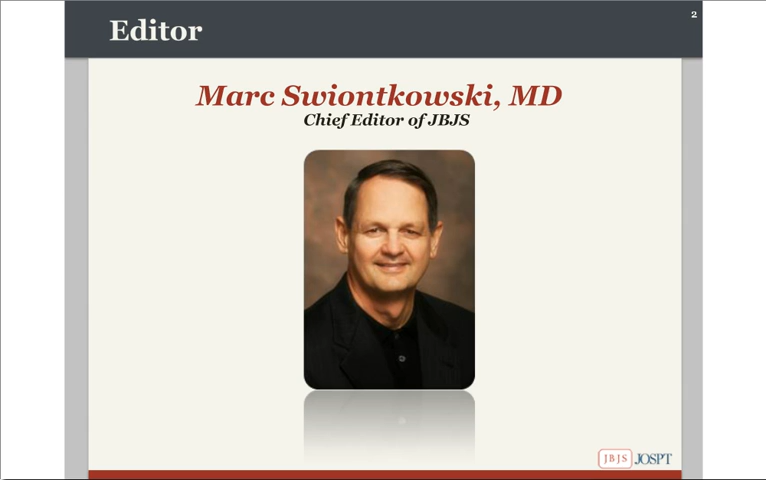 2
Editor
Marc Swiontkowski, MD
Chief Editor of JBJS
JBJS JOSPT